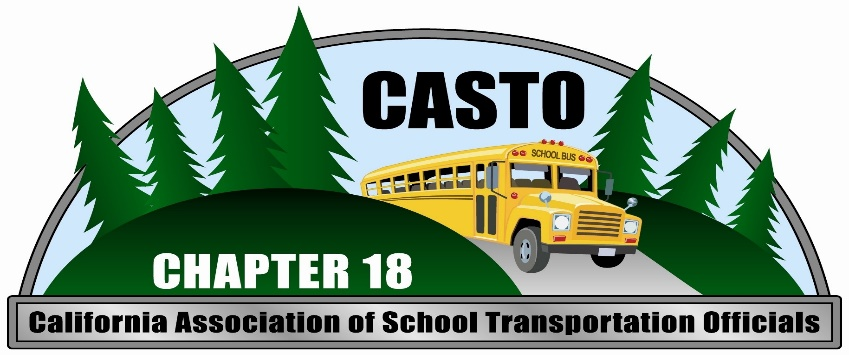 CASTO
SCHOOL BUS
CHAPTER 18
California Association of School Transportation Officials